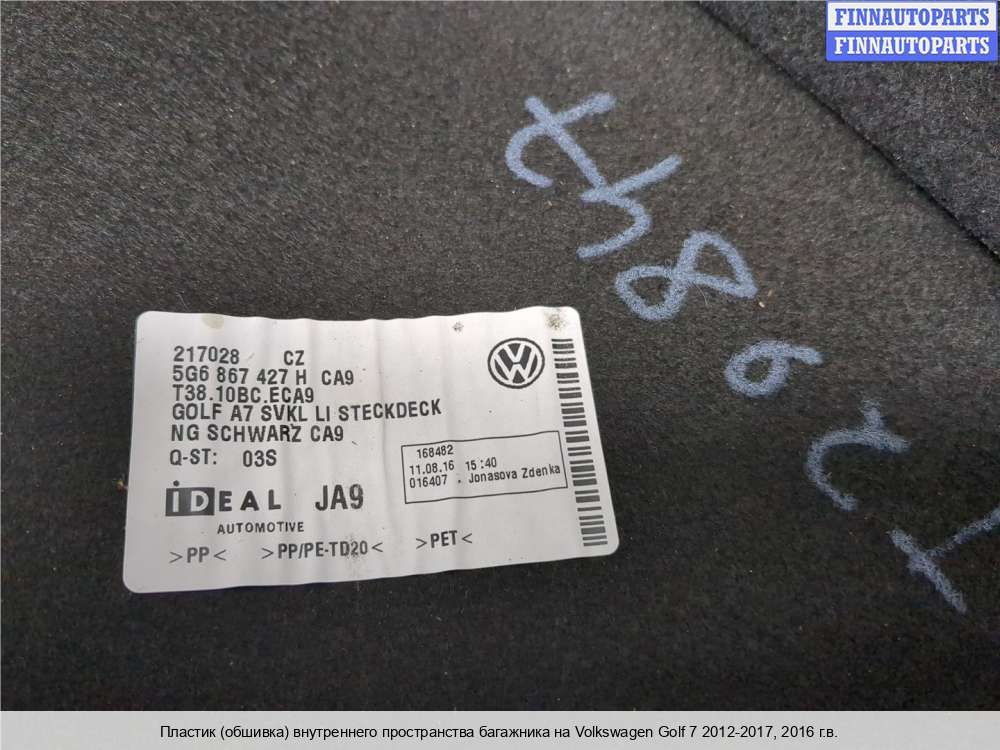 FINNAUTOPARTS
FINNAUTOPARTS
217028 CZ
5G6 867 427 H CA9
T38.10BC.ECA9
GOLF A7 SVKL LI STECKDECK
NG SCHWARZ CA9
Q-ST: 03S
168482
11.08.16 15:40
016407 . Jonasova Zdenka
iDEAL JA9
AUTOMOTIVE
>PP< >PP/PE-TD20< >PET<
Пластик (обшивка) внутреннего пространства багажника на Volkswagen Golf 7 2012-2017, 2016 г.в.